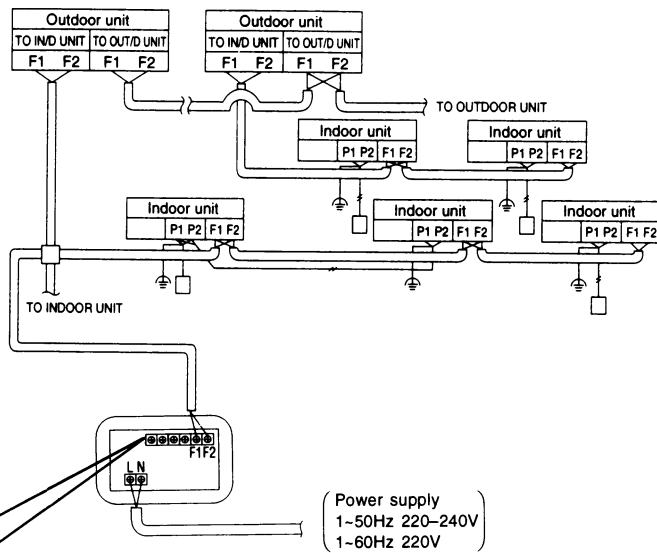 Outdoor unit
TO IN/D UNIT TO OUT/D UNIT
F1 F2 F1 F2
Outdoor unit
TO IN/D UNIT TO OUT/D UNIT
F1 F2 F1 F2
TO OUTDOOR UNIT
Indoor unit
P1 P2 F1 F2
Indoor unit
P1 P2 F1 F2
Indoor unit
P1 P2 F1 F2
Indoor unit
P1 P2 F1 F2
Indoor unit
P1 P2 F1 F2
TO INDOOR UNIT
F1F2
L N
Power supply
1~50Hz 220–240V
1~60Hz 220V